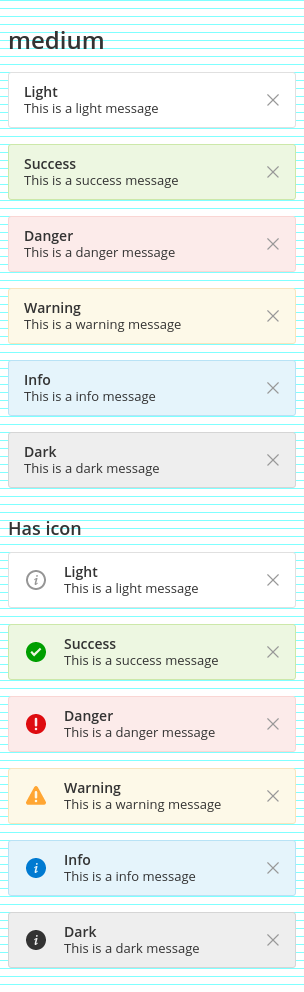 medium
Light
This is a light message
Success
This is a success message
Danger
This is a danger message
Warning
This is a warning message
Info
This is a info message
Dark
This is a dark message
Has icon
Light
This is a light message
Success
This is a success message
Danger
This is a danger message
Warning
This is a warning message
Info
This is a info message
Dark
This is a dark message